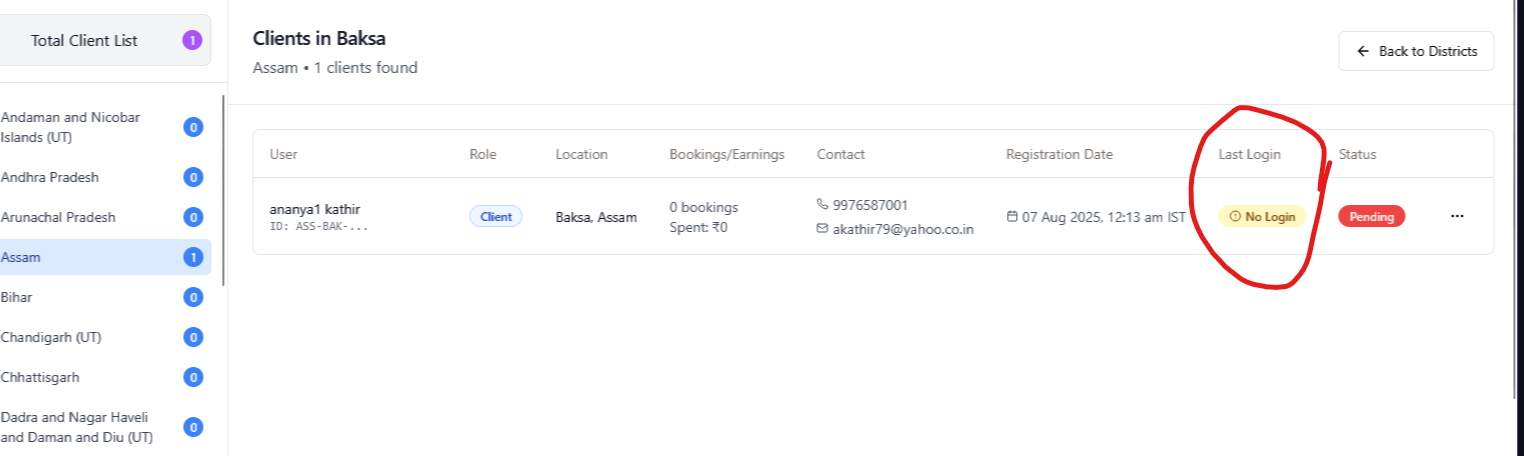 Total Client List 1
Andaman and Nicobar
Islands (UT) 0
Andhra Pradesh 0
Arunachal Pradesh 0
Assam 1
Bihar 0
Chandigarh (UT) 0
Chhattisgarh 0
Dadra and Nagar Haveli
and Daman and Diu (UT) 0
Clients in Baksa
Assam • 1 clients found
Back to Districts
User Role Location Bookings/Earnings Contact Registration Date Last Login Status
ananya1 kathir
ID: ASS-BAK-...
Client
Baksa, Assam
0 bookings
Spent: ₹0
9976587001
akathir79@yahoo.co.in
07 Aug 2025, 12:13 am IST
No Login
Pending
...